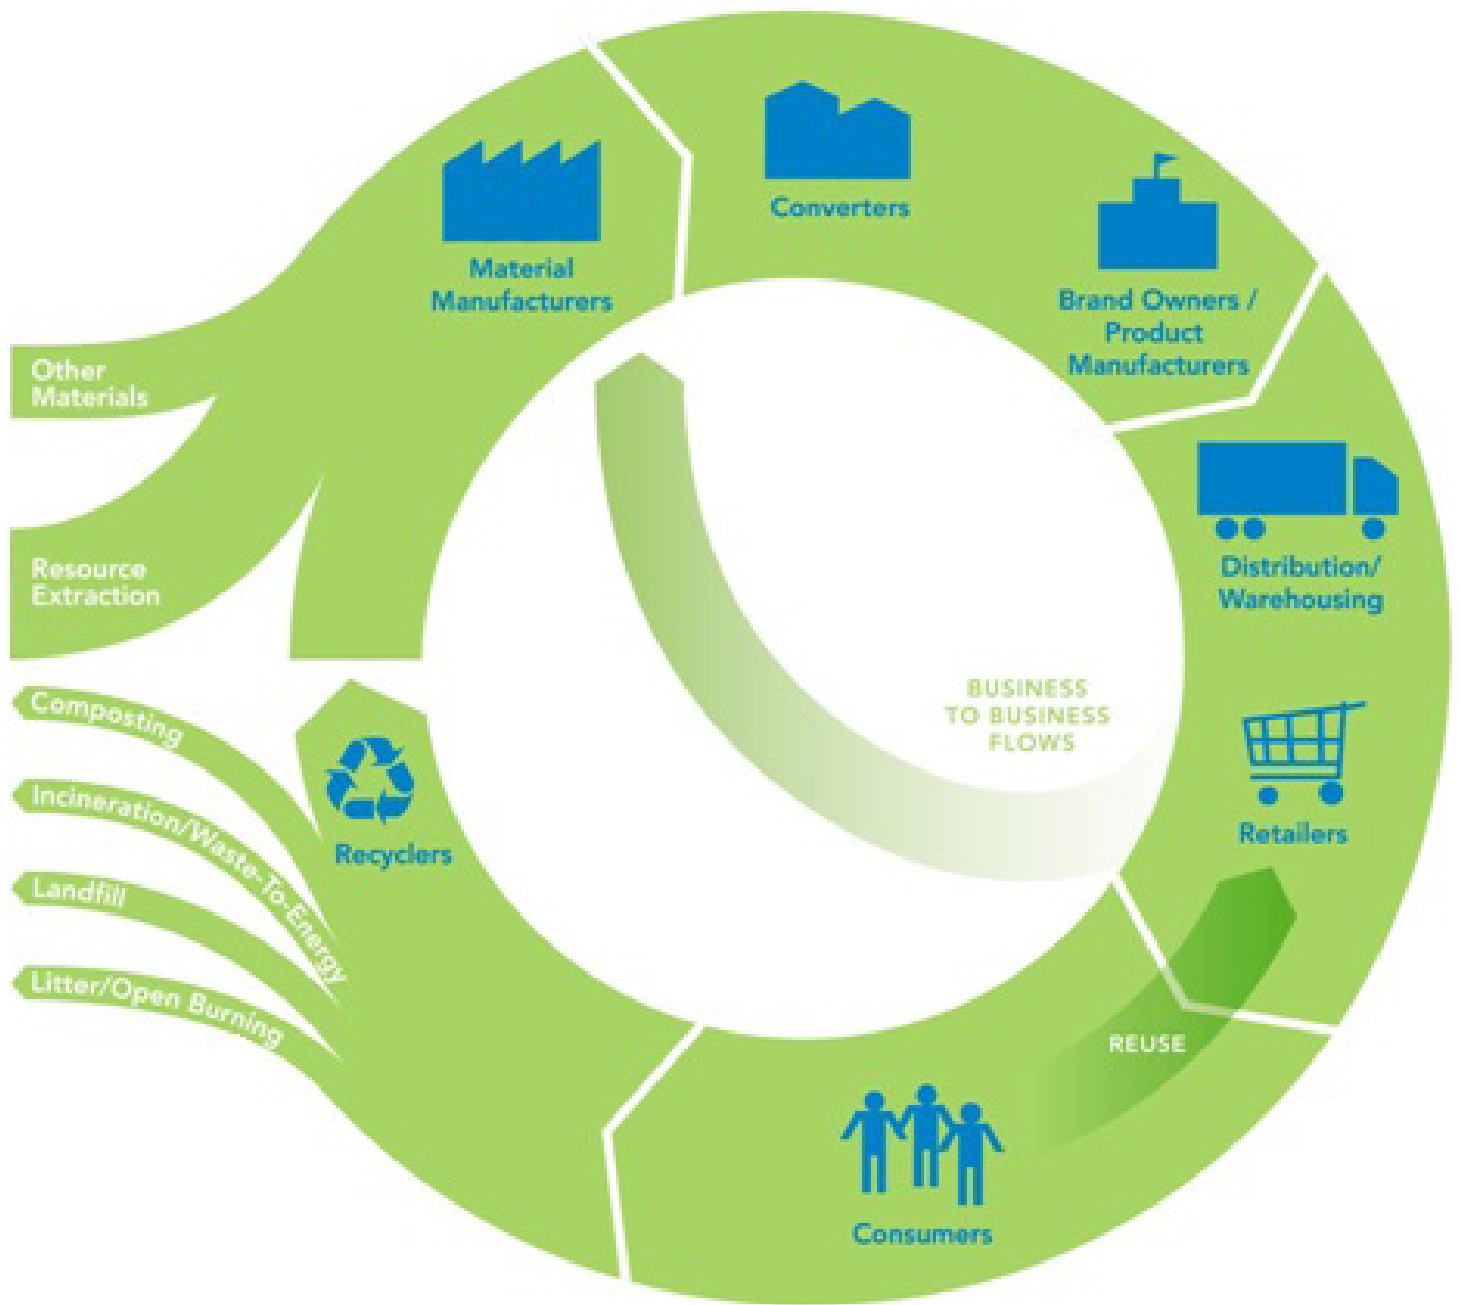 Converters
Material
Manufacturers
Brand Owners /
Product
Manufacturers
Other
Materials
Distribution/
Warehousing
Resource
Extraction
BUSINESS
TO BUSINESS
FLOWS
Composting
Incineration/Waste-To-Energy
Landfill
Litter/Open Burning
Recyclers
Retailers
REUSE
Consumers